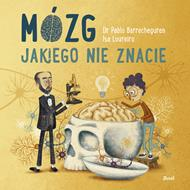 MÓZG
Dr Pablo Barrecheguren
Isa Loureiro
JAKIEGO NIE ZNACIE